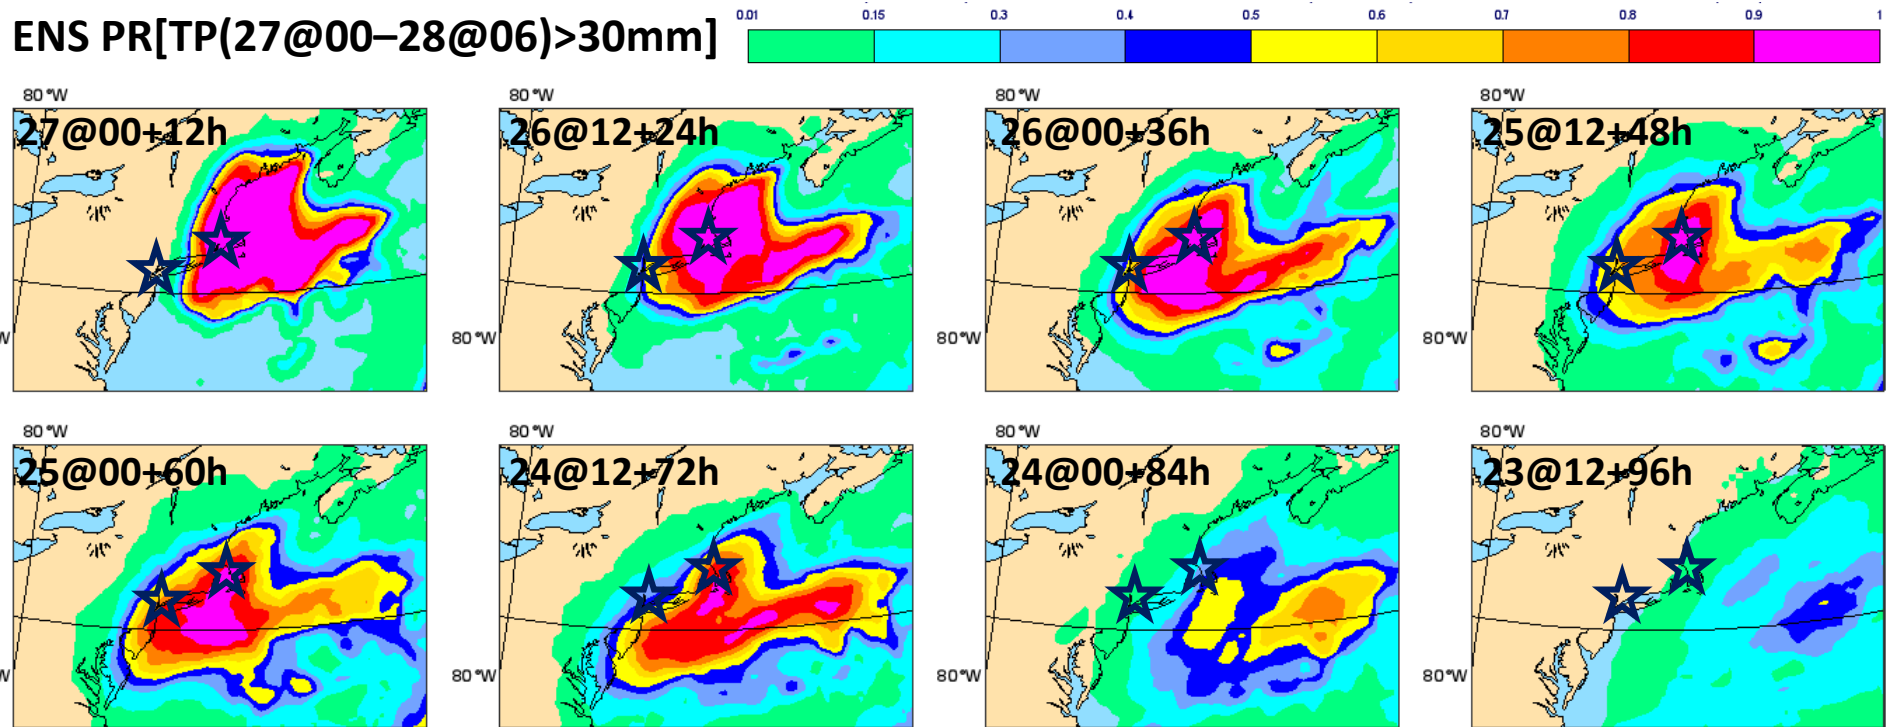 ENS PR[TP(27@00–28@06)>30mm]
0.01 0.15 0.3 0.4 0.5 0.6 0.7 0.8 0.9 1
80 °W 80 °W 80 °W 80 °W
27@00+12h 26@12+24h 26@00+36h 25@12+48h
W 80 °W 80 °W 80 °W
80 °W 80 °W 80 °W 80 °W
25@00+60h 24@12+72h 24@00+84h 23@12+96h
W 80 °W 80 °W 80 °W